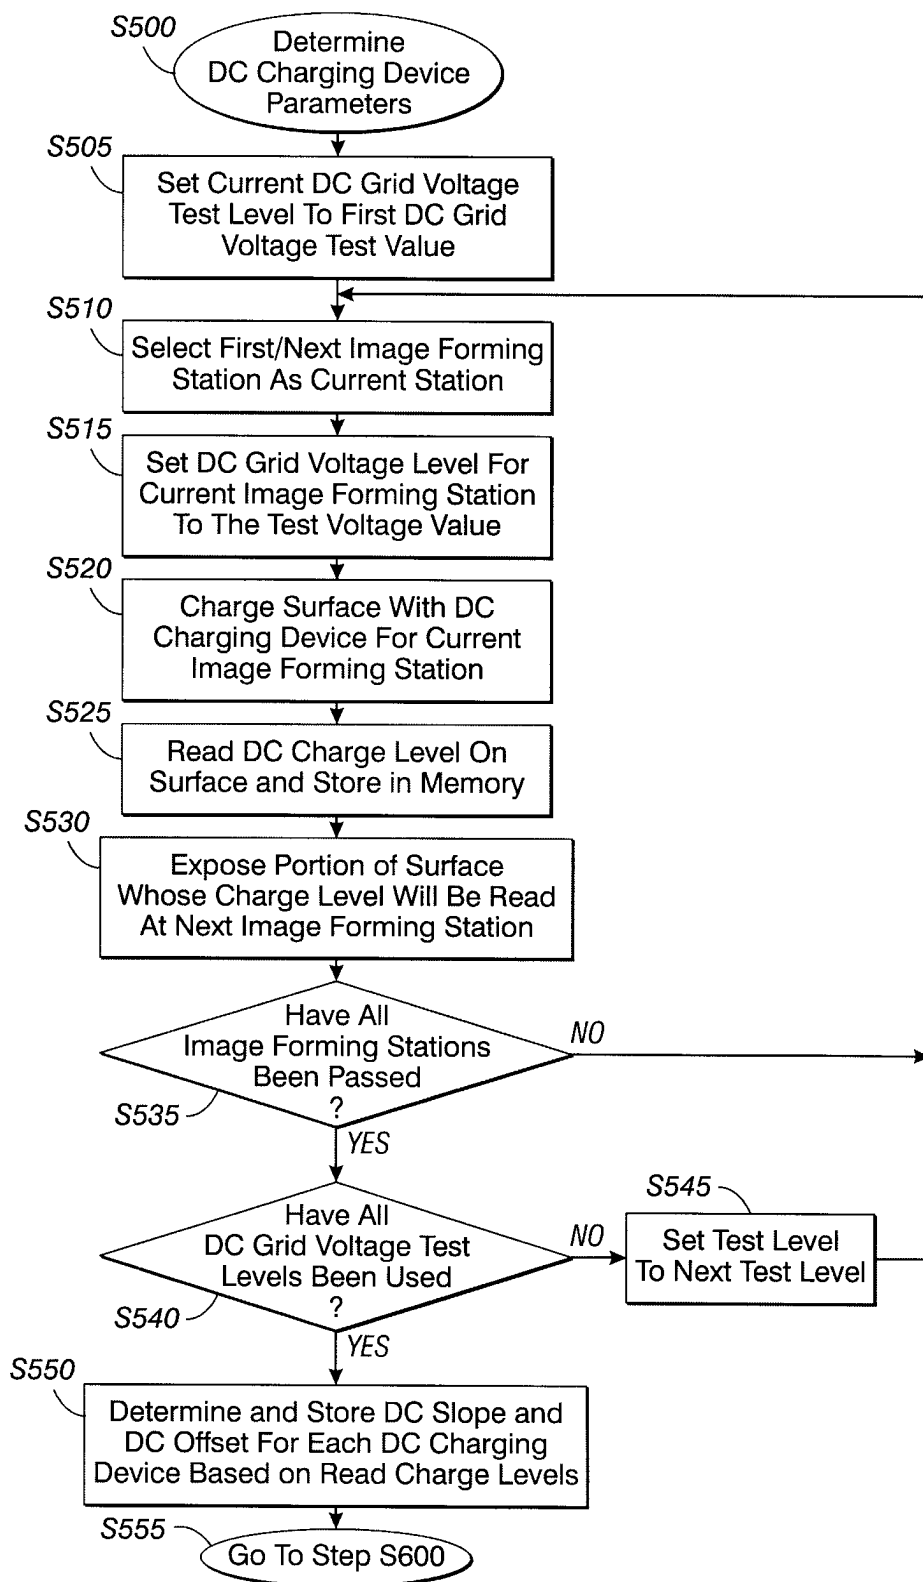 S500
Determine
DC Charging Device
Parameters
S505
Set Current DC Grid Voltage
Test Level To First DC Grid
Voltage Test Value
S510
Select First/Next Image Forming
Station As Current Station
S515
Set DC Grid Voltage Level For
Current Image Forming Station
To The Test Voltage Value
S520
Charge Surface With DC
Charging Device For Current
Image Forming Station
S525
Read DC Charge Level On
Surface and Store in Memory
S530
Expose Portion of Surface
Whose Charge Level Will Be Read
At Next Image Forming Station
Have All
Image Forming Stations
Been Passed
?
NO
S535
YES
S545
Have All
DC Grid Voltage Test
Levels Been Used
?
NO
Set Test Level
To Next Test Level
S540
YES
S550
Determine and Store DC Slope and
DC Offset For Each DC Charging
Device Based on Read Charge Levels
S555
Go To Step S600